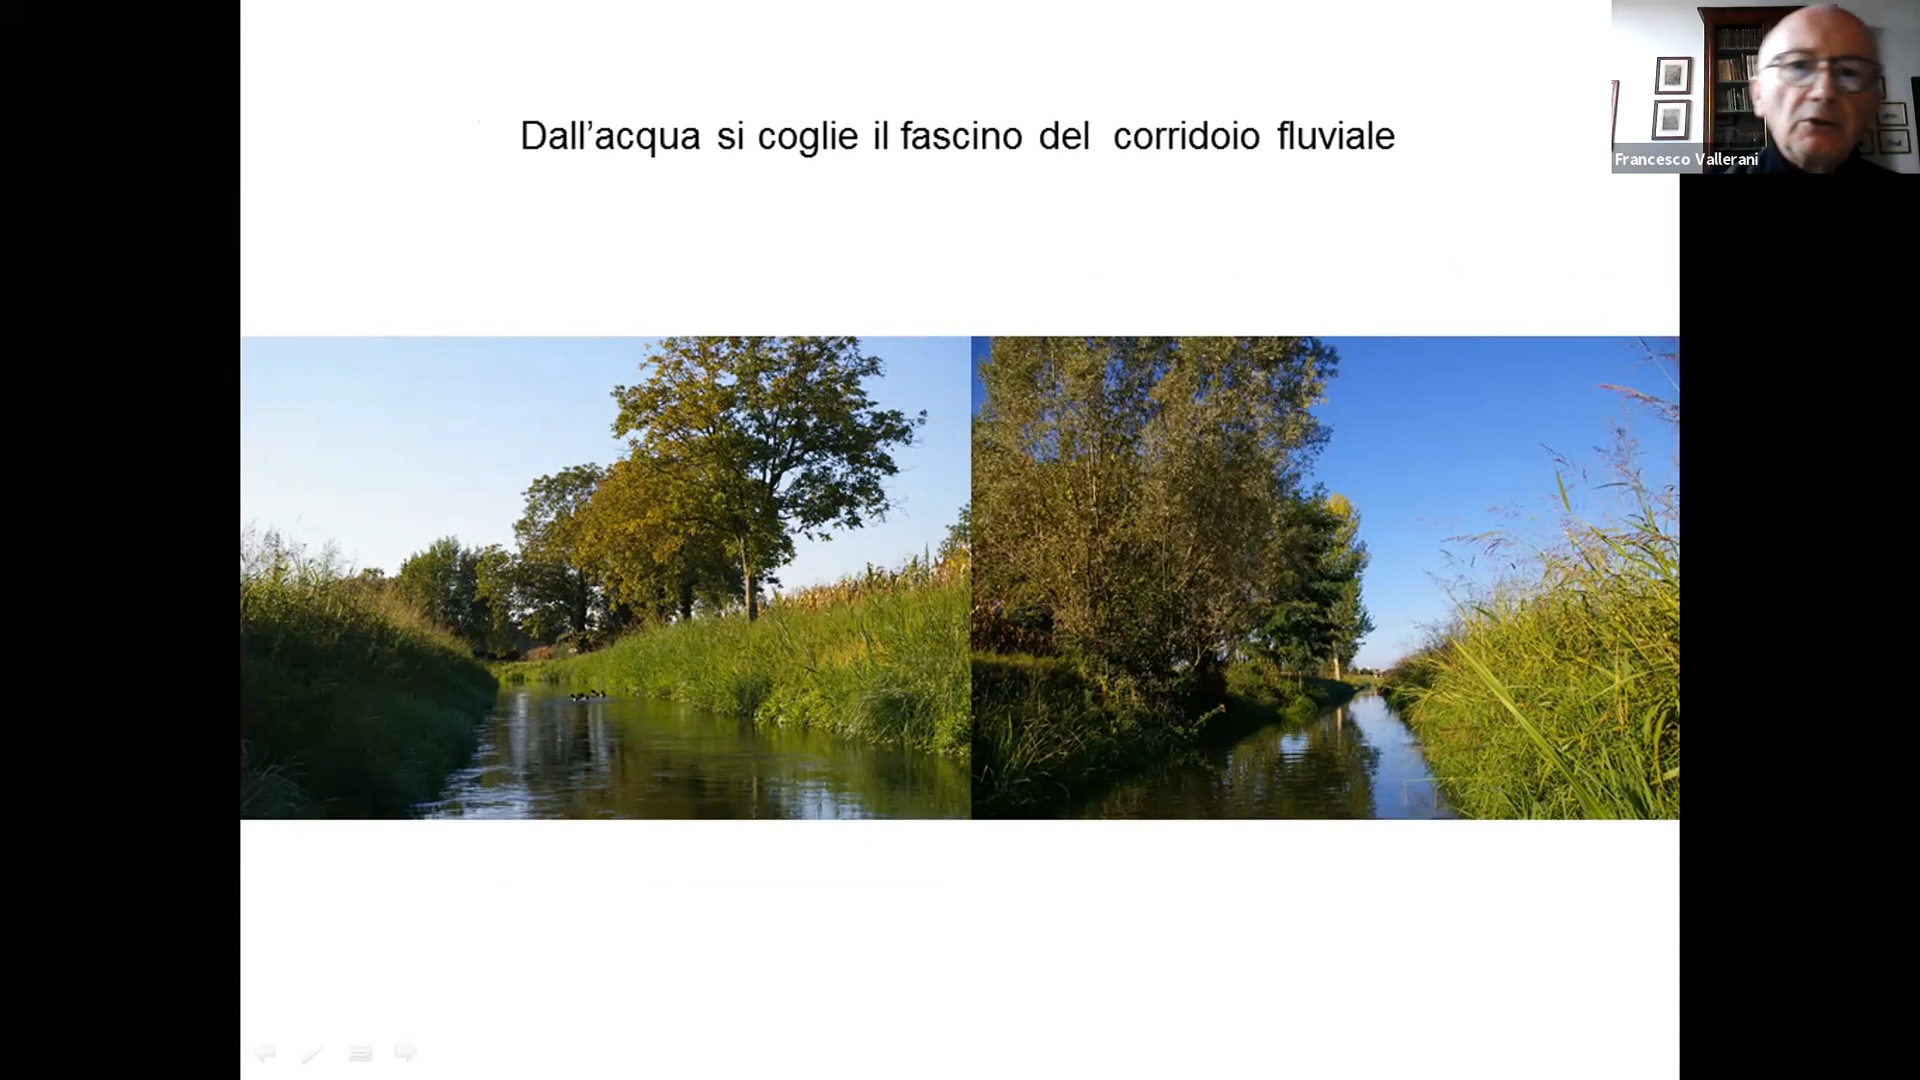 Dall’acqua si coglie il fascino del corridoio fluviale
Francesco Vallerani